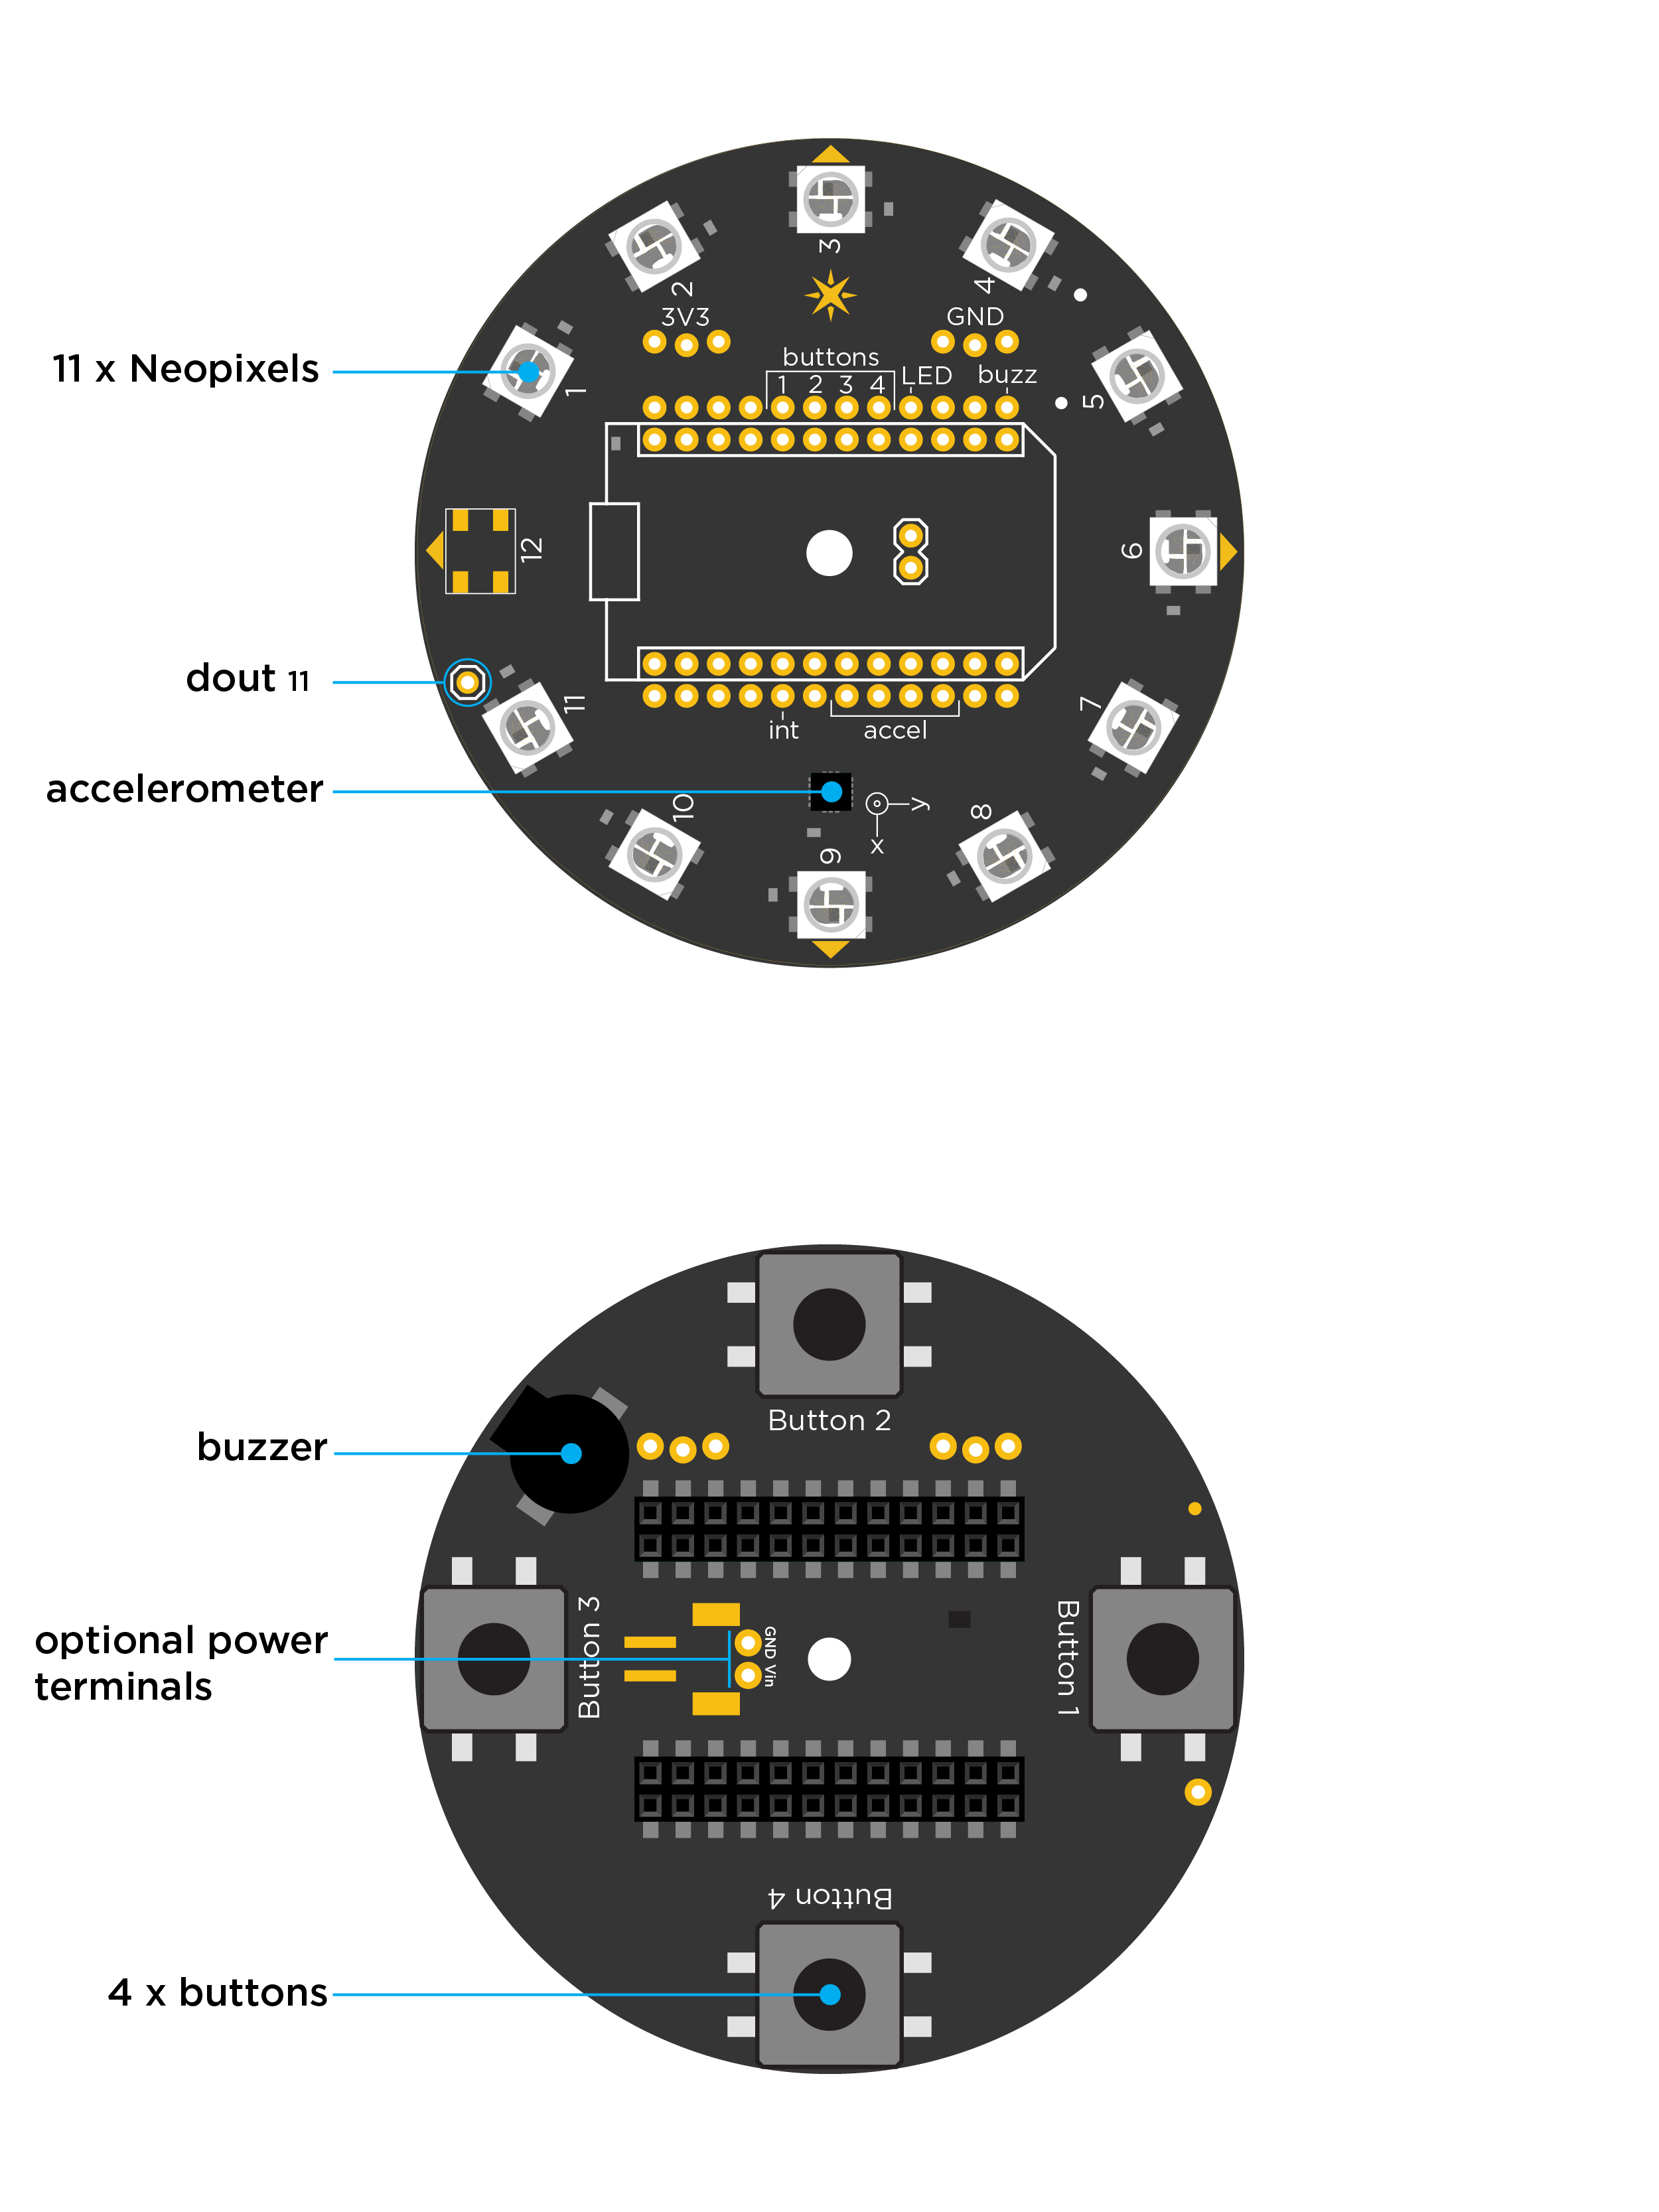 3
2
4
3V3
GND
11 x Neopixels
1
buttons
1 2 3 4
LED
buzz
5
12
6
dout 11
11
7
int
accel
accelerometer
10
y
x
8
9
Button 2
buzzer
Button 3
GND Vin
Button 1
optional power
terminals
Button 4
4 x buttons